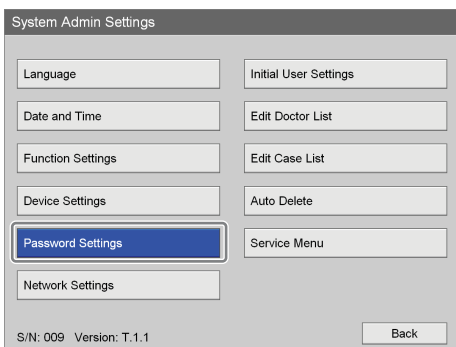 System Admin Settings
Language
Initial User Settings
Date and Time
Edit Doctor List
Function Settings
Edit Case List
Device Settings
Auto Delete
Password Settings
Service Menu
Network Settings
S/N: 009 Version: T.1.1
Back